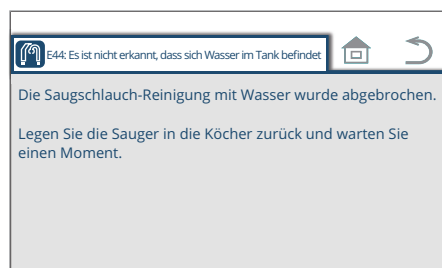 E44: Es ist nicht erkannt, dass sich Wasser im Tank befindet
Die Saugschlauch-Reinigung mit Wasser wurde abgebrochen.
Legen Sie die Sauger in die Köcher zurück und warten Sie
einen Moment.